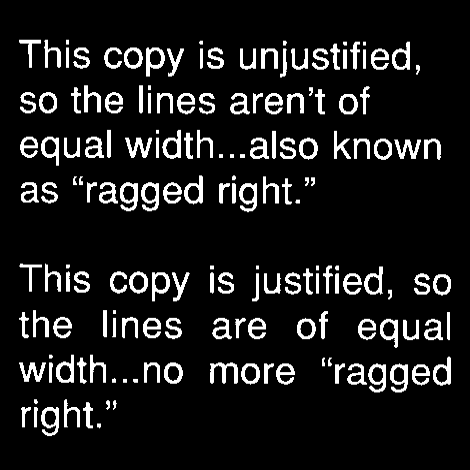 This copy is unjustified,
so the lines aren’t of
equal width...also known
as “ragged right.”
This copy is justified, so
the lines are of equal
width...no more “ragged
right.”